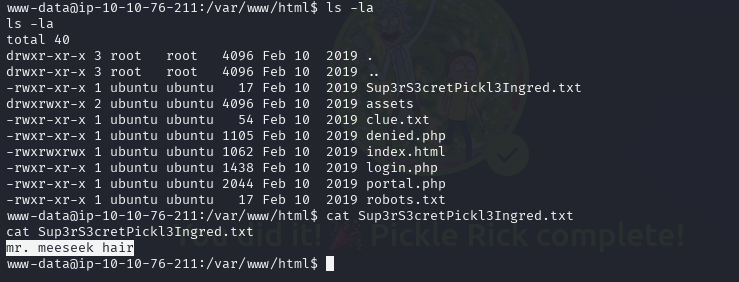 www-data@ip-10-10-76-211:/var/www/html$ ls -la
ls -la
total 40
drwxr-xr-x 3 root   root   4096 Feb 10  2019 .
drwxr-xr-x 3 root   root   4096 Feb 10  2019 ..
-rwxr-xr-x 1 ubuntu ubuntu   17 Feb 10  2019 Sup3rS3cretPickl3Ingred.txt
drwxrwxr-x 2 ubuntu ubuntu 4096 Feb 10  2019 assets
-rwxr-xr-x 1 ubuntu ubuntu   54 Feb 10  2019 clue.txt
-rwxr-xr-x 1 ubuntu ubuntu 1105 Feb 10  2019 denied.php
-rwxrwxrwx 1 ubuntu ubuntu 1062 Feb 10  2019 index.html
-rwxr-xr-x 1 ubuntu ubuntu 1438 Feb 10  2019 login.php
-rwxr-xr-x 1 ubuntu ubuntu 2044 Feb 10  2019 portal.php
-rwxr-xr-x 1 ubuntu ubuntu   17 Feb 10  2019 robots.txt
www-data@ip-10-10-76-211:/var/www/html$ cat Sup3rS3cretPickl3Ingred.txt
cat Sup3rS3cretPickl3Ingred.txt
You did it! 🎉 Pickle Rick complete!
mr. meeseek hair
www-data@ip-10-10-76-211:/var/www/html$